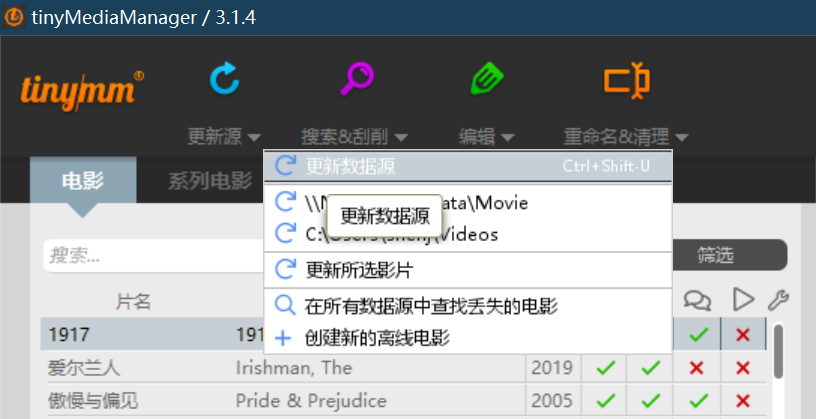 tinyMediaManager / 3.1.4
tinymm
更新源 搜索&刮削 编辑 重命名&清理
更新数据源 Ctrl+Shift-U
电影 系列电影
\\ ata\Movie
更新数据源
C:\Users\ \Videos
搜索... 筛选
更新所选影片
片名
在所有数据源中查找丢失的电影
1917 191
创建新的离线电影
爱尔兰人 Irishman, The 2019
傲慢与偏见 Pride & Prejudice 2005